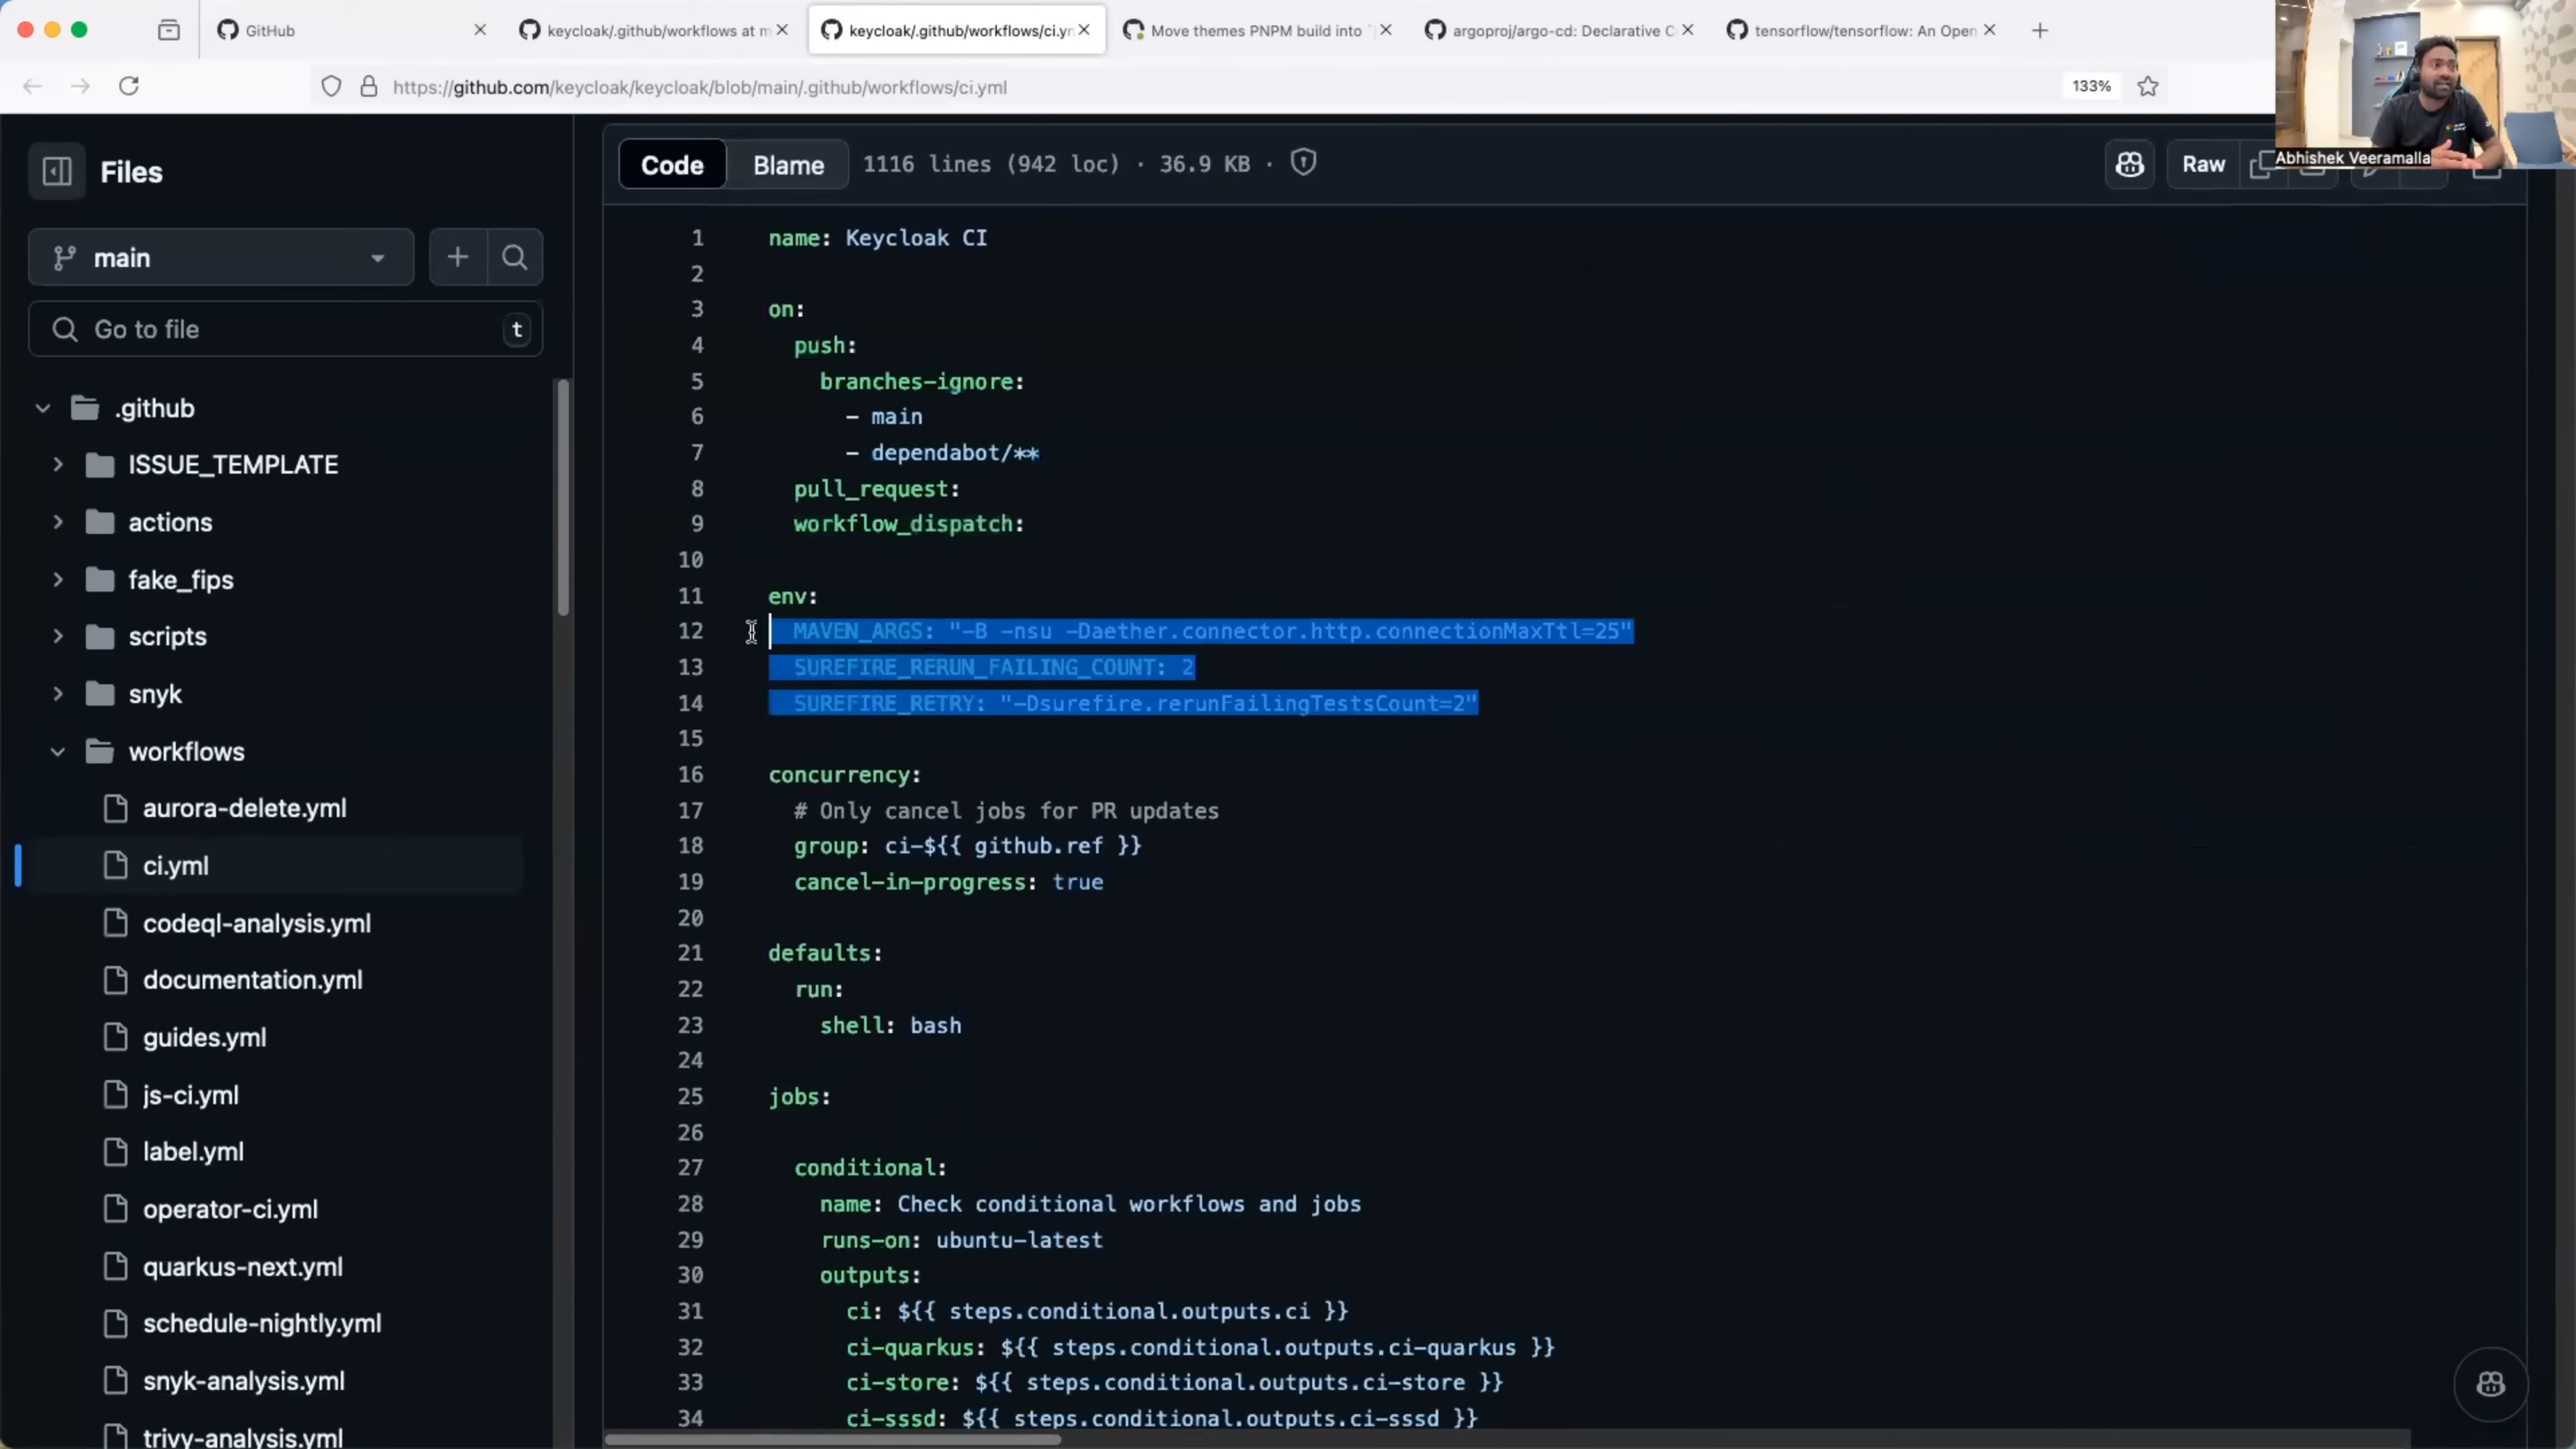 GitHub
keycloak/.github/workflows at m
keycloak/.github/workflows/ci.yr
Move themes PNPM build into `
argoproj/argo-cd: Declarative C
tensorflow/tensorflow: An Open
https://github.com/keycloak/keycloak/blob/main/.github/workflows/ci.yml
133%
Abhishek Veeramalla
Files
main
Go to file
t
.github
ISSUE_TEMPLATE
actions
fake_fips
scripts
snyk
workflows
aurora-delete.yml
ci.yml
codeql-analysis.yml
documentation.yml
guides.yml
js-ci.yml
label.yml
operator-ci.yml
quarkus-next.yml
schedule-nightly.yml
snyk-analysis.yml
trivy-analysis.yml
Code Blame 1116 lines (942 loc) · 36.9 KB ·
Raw
1 name: Keycloak CI
2
3 on:
4 push:
5 branches-ignore:
6 - main
7 - dependabot/**
8 pull_request:
9 workflow_dispatch:
10
11 env:
12 MAVEN_ARGS: "-B -nsu -Daether.connector.http.connectionMaxTtl=25"
13 SUREFIRE_RERUN_FAILING_COUNT: 2
14 SUREFIRE_RETRY: "-Dsurefire.rerunFailingTestsCount=2"
15
16 concurrency:
17 # Only cancel jobs for PR updates
18 group: ci-${{ github.ref }}
19 cancel-in-progress: true
20
21 defaults:
22 run:
23 shell: bash
24
25 jobs:
26
27 conditional:
28 name: Check conditional workflows and jobs
29 runs-on: ubuntu-latest
30 outputs:
31 ci: ${{ steps.conditional.outputs.ci }}
32 ci-quarkus: ${{ steps.conditional.outputs.ci-quarkus }}
33 ci-store: ${{ steps.conditional.outputs.ci-store }}
34 ci-sssd: ${{ steps.conditional.outputs.ci-sssd }}